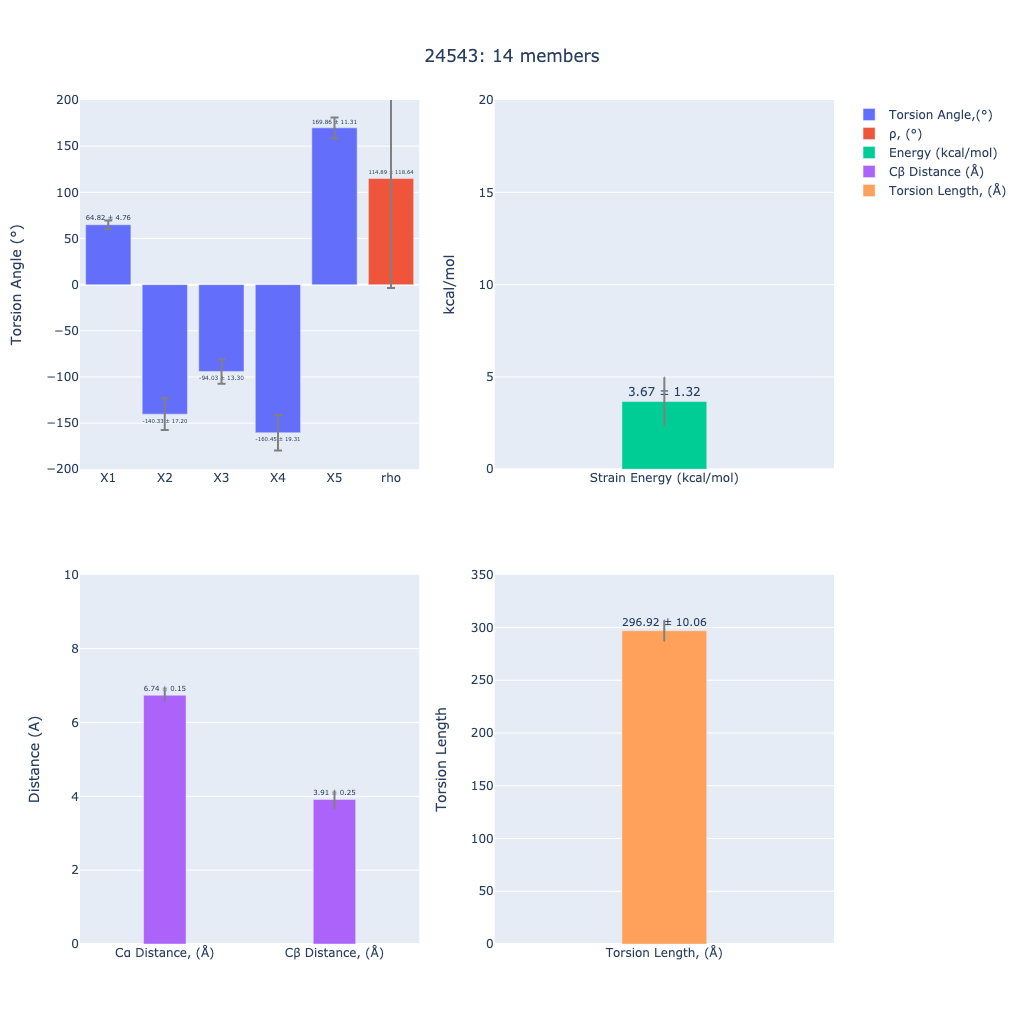 24543: 14 members
Torsion Angle (°)
200
150
100
50
0
−50
−100
−150
−200
64.82 ± 4.76
-140.33 ± 17.20
-94.03 ± 13.30
-160.45 ± 19.31
169.86 ± 11.31
114.89 ± 118.64
X1 X2 X3 X4 X5 rho
kcal/mol
20
15
10
5
0
3.67 ± 1.32
Strain Energy (kcal/mol)
Torsion Angle,(°)
ρ, (°)
Energy (kcal/mol)
Cβ Distance (Å)
Torsion Length, (Å)
Distance (A)
10
8
6
4
2
0
6.74 ± 0.15
3.91 ± 0.25
Cα Distance, (Å) Cβ Distance, (Å)
Torsion Length
350
300
250
200
150
100
50
0
296.92 ± 10.06
Torsion Length, (Å)